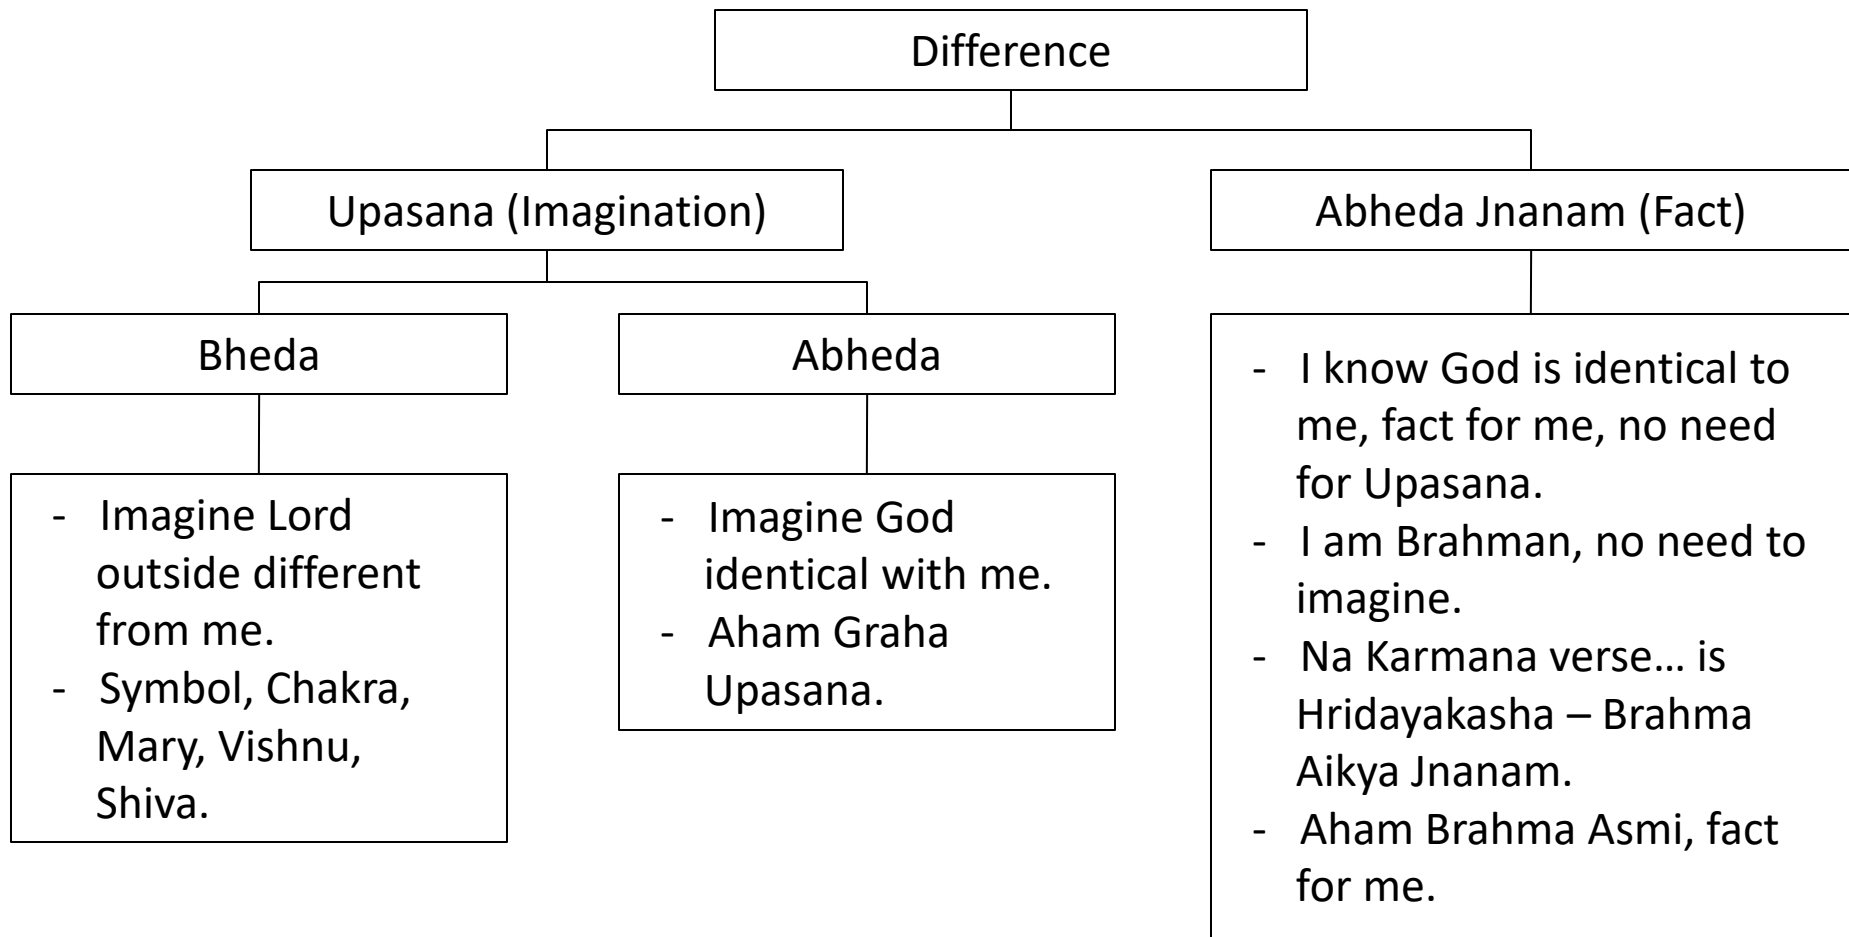 Difference
Upasana (Imagination)
Abheda Jnanam (Fact)
Bheda
Abheda
- Imagine Lord
outside different
from me.
- Symbol, Chakra,
Mary, Vishnu,
Shiva.
- Imagine God
identical with me.
- Aham Graha
Upasana.
- I know God is identical to
me, fact for me, no need
for Upasana.
- I am Brahman, no need to
imagine.
- Na Karmana verse… is
Hridayakasha – Brahma
Aikya Jnanam.
- Aham Brahma Asmi, fact
for me.